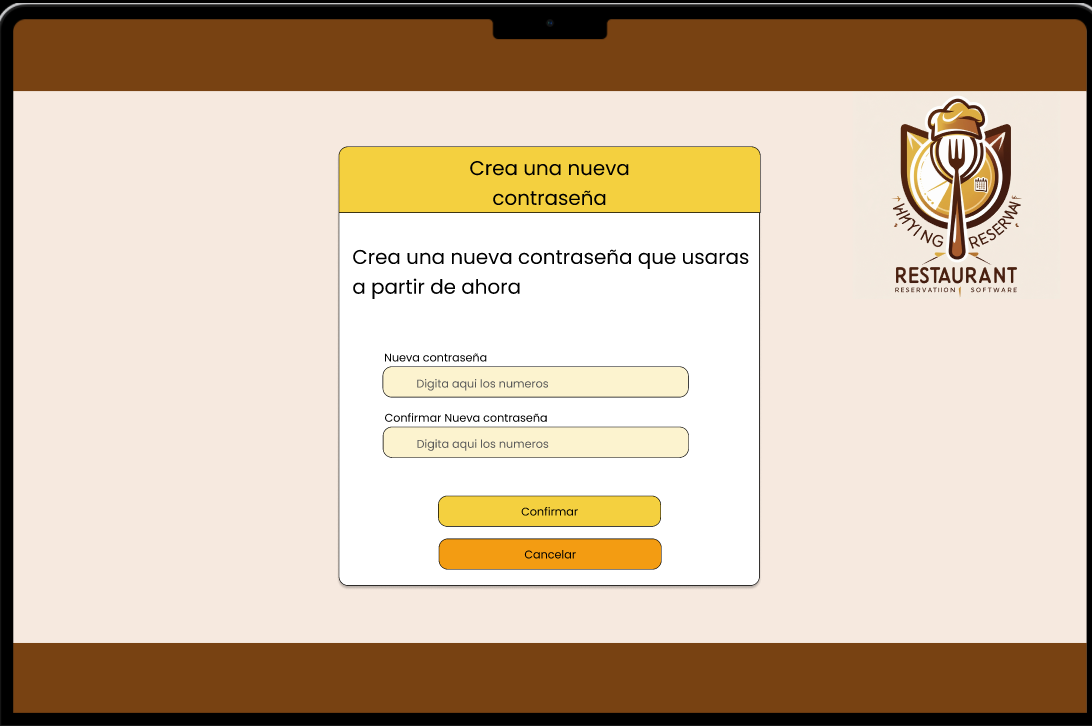 Crea una nueva
contraseña
Crea una nueva contraseña que usaras
a partir de ahora
Nueva contraseña
Digita aqui los numeros
Confirmar Nueva contraseña
Digita aqui los numeros
Confirmar
Cancelar
RESERWA
RESTAURANT
RESERVATIION SOFTWARE